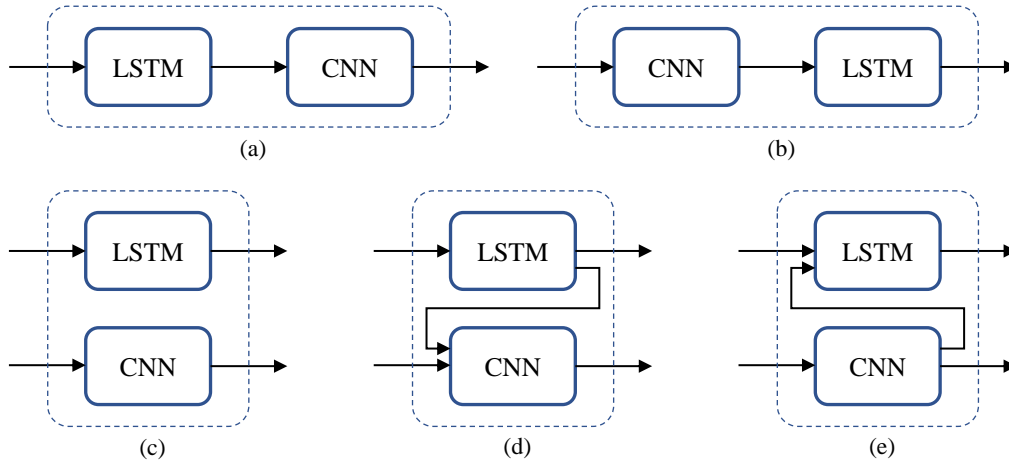 LSTM CNN CNN LSTM
(a) (b)
LSTM LSTM LSTM
CNN CNN CNN
(c) (d) (e)